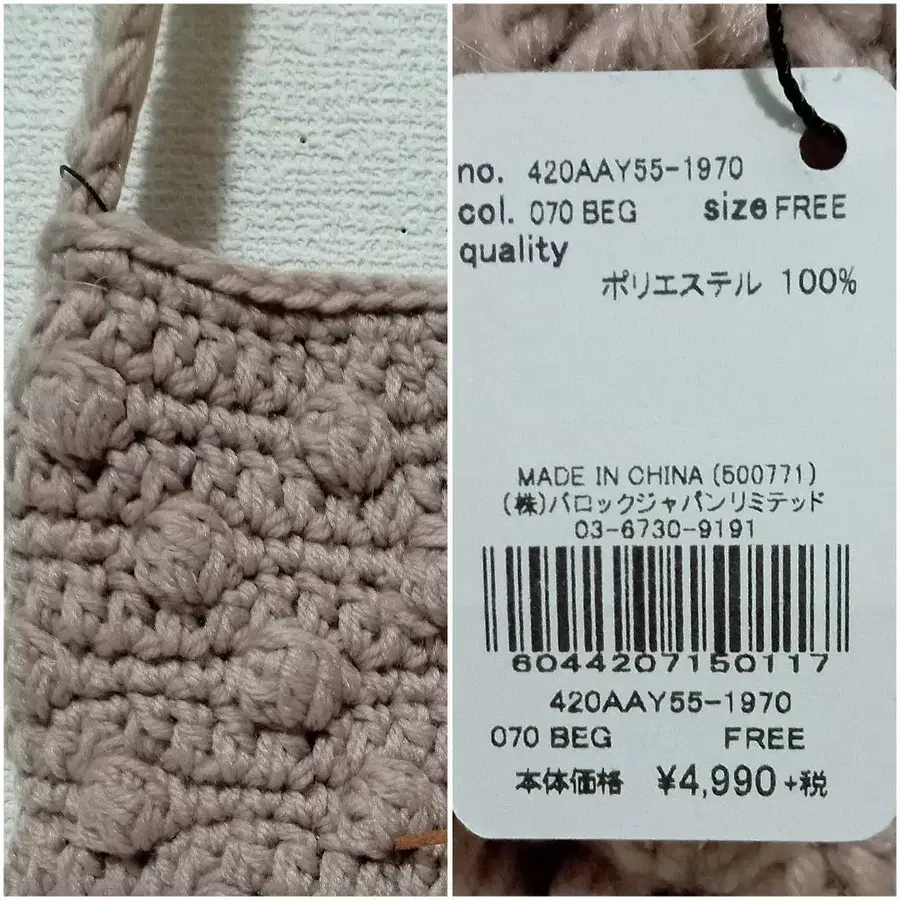 no. 420AAY55-1970
col. 070 BEG size FREE
quality
ポリエステル 100%
MADE IN CHINA (500771)
(株)バロックジャパンリミテッド
03-6730-9191
6044207150117
420AAY55-1970
070 BEG FREE
本体価格 ¥4,990+税